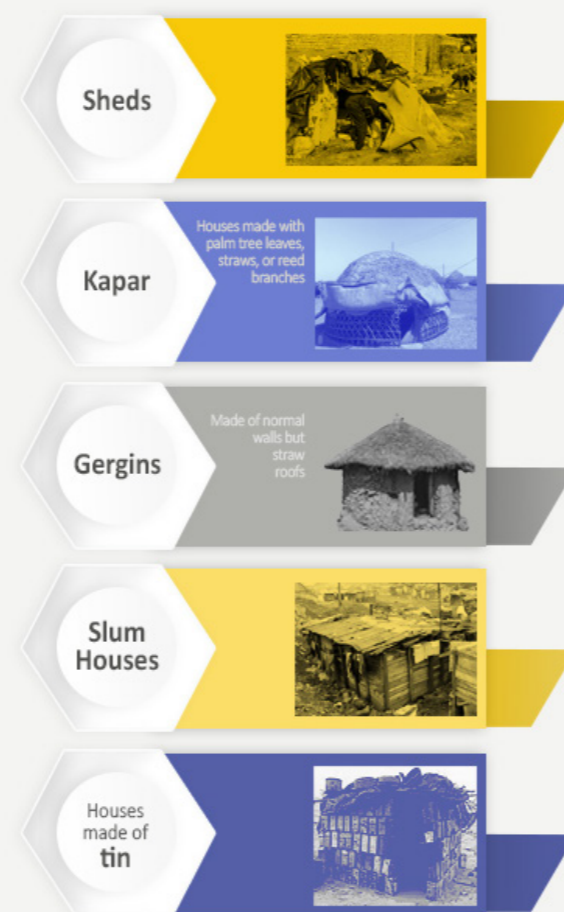 Sheds
Houses made with
palm tree leaves,
straws, or reed
branches
Kapar
Made of normal
walls but
straw
roofs
Gergins
Slum
Houses
Houses
made of
tin